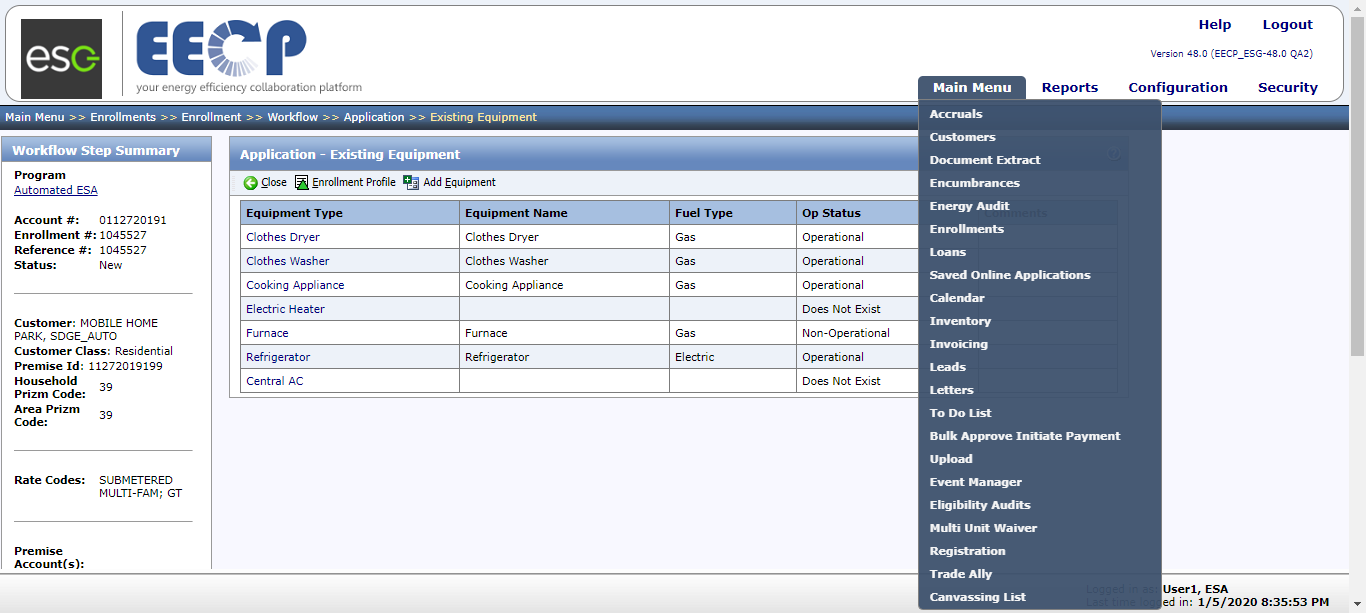 esg
EECP
your energy efficiency collaboration platform
Help Logout
Version 48.0 (EECP_ESG-48.0 QA2)
Main Menu Reports Configuration Security
Main Menu >> Enrollments >> Enrollment >> Workflow >> Application >> Existing Equipment
Workflow Step Summary
Program
Automated ESA
Account #: 0112720191
Enrollment #: 1045527
Reference #: 1045527
Status: New
Customer: MOBILE HOME
PARK, SDGE_AUTO
Customer Class: Residential
Premise Id: 11272019199
Household
Prizm Code: 39
Area Prizm
Code: 39
Rate Codes: SUBMETERED
MULTI-FAM; GT
Premise
Account(s):
Application - Existing Equipment
Close Enrollment Profile Add Equipment
Equipment Type Equipment Name Fuel Type Op Status Comments
Clothes Dryer Clothes Dryer Gas Operational
Clothes Washer Clothes Washer Gas Operational
Cooking Appliance Cooking Appliance Gas Operational
Electric Heater Does Not Exist
Furnace Furnace Gas Non-Operational
Refrigerator Refrigerator Electric Operational
Central AC Does Not Exist
Accruals
Customers
Document Extract
Encumbrances
Energy Audit
Enrollments
Loans
Saved Online Applications
Calendar
Inventory
Invoicing
Leads
Letters
To Do List
Bulk Approve Initiate Payment
Upload
Event Manager
Eligibility Audits
Multi Unit Waiver
Registration
Trade Ally
Canvassing List
Logged in as: User1, ESA
Last time logged in: 1/5/2020 8:35:53 PM